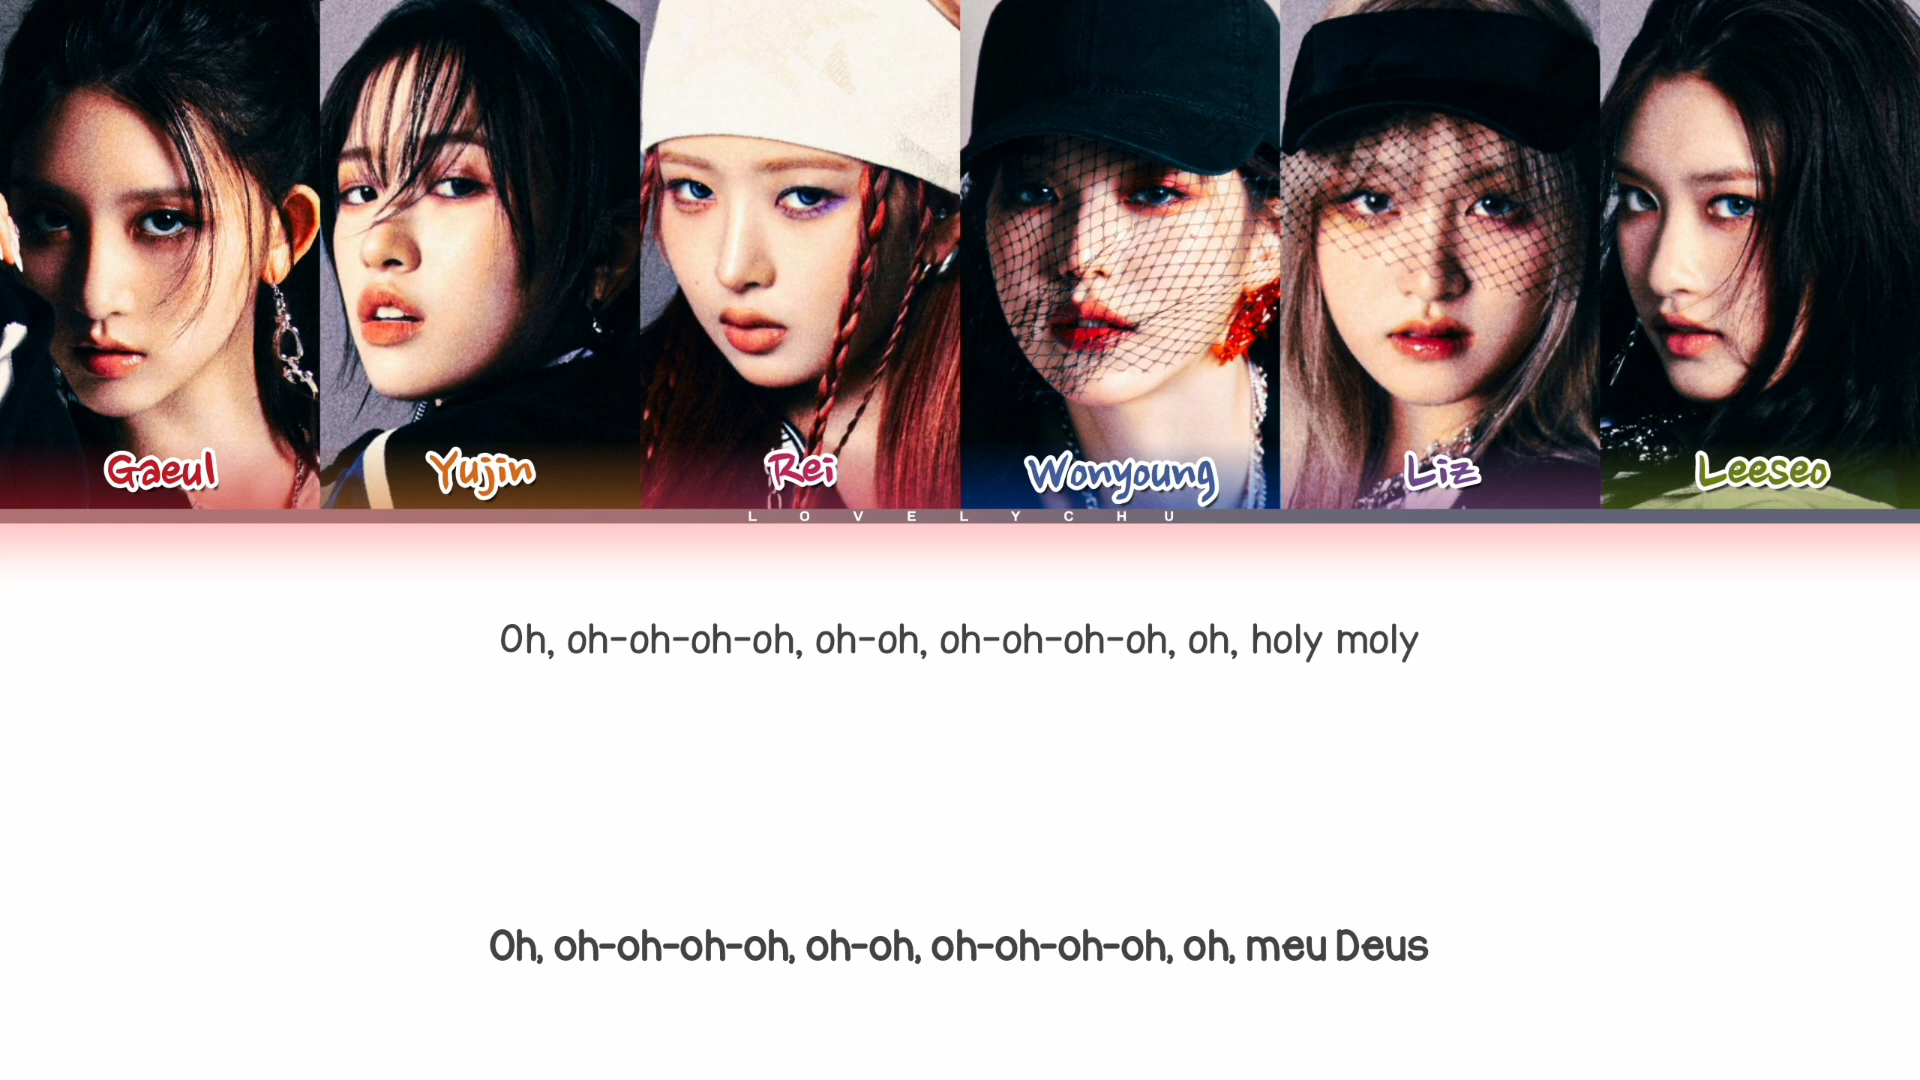 Gaeul
Yujin
Rei
Wonyoung
Liz
Leeseo
LOVELYCHU
Oh, oh-oh-oh-oh, oh-oh, oh-oh-oh-oh, oh, holy moly
Oh, oh-oh-oh-oh, oh-oh, oh-oh-oh-oh, oh, meu Deus